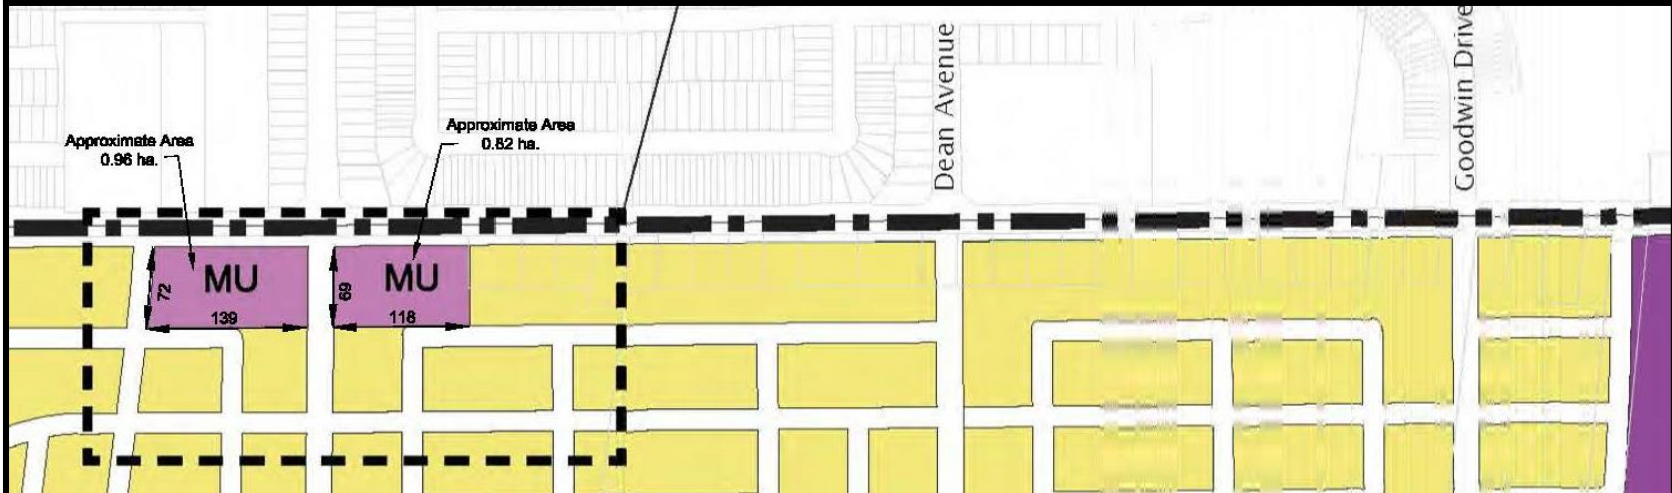 Approximate Area
0.96 ha.
Approximate Area
0.82 ha.
Dean Avenue
Goodwin Drive
MU
72
139
MU
69
118